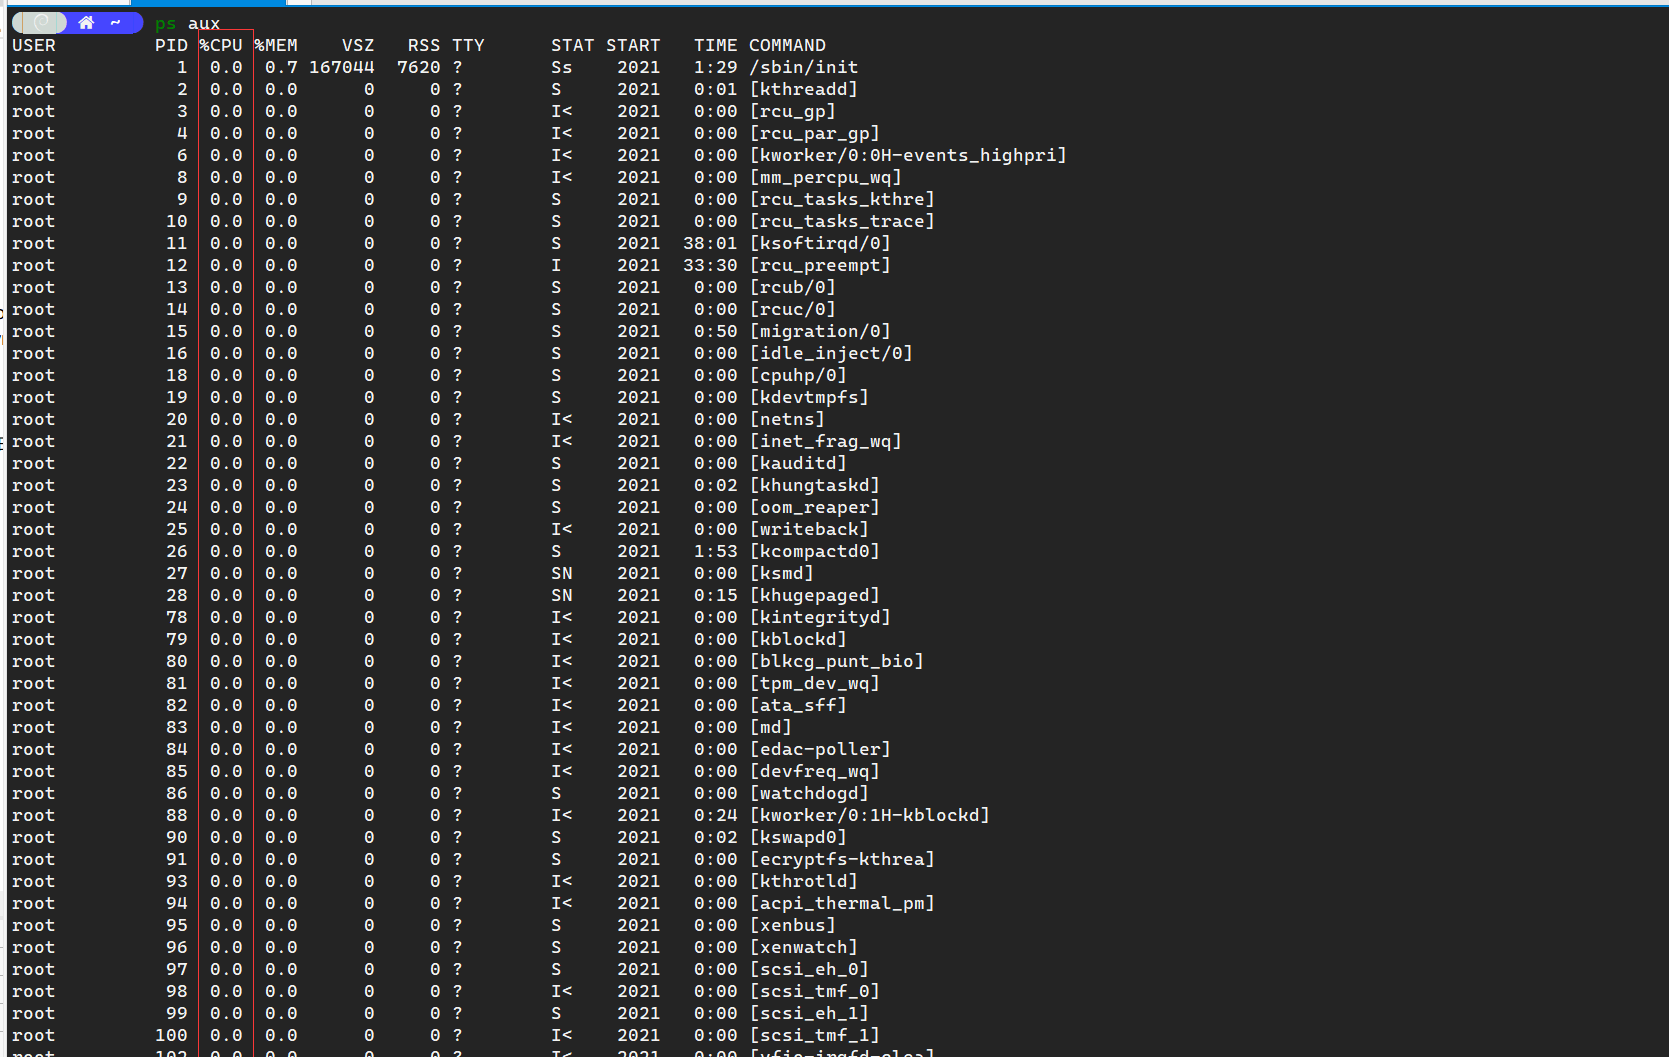 ~ ps aux
USER PID %CPU %MEM VSZ RSS TTY STAT START TIME COMMAND
root 1 0.0 0.7 167044 7620 ? Ss 2021 1:29 /sbin/init
root 2 0.0 0.0 0 0 ? S 2021 0:01 [kthreadd]
root 3 0.0 0.0 0 0 ? I< 2021 0:00 [rcu_gp]
root 4 0.0 0.0 0 0 ? I< 2021 0:00 [rcu_par_gp]
root 6 0.0 0.0 0 0 ? I< 2021 0:00 [kworker/0:0H-events_highpri]
root 8 0.0 0.0 0 0 ? I< 2021 0:00 [mm_percpu_wq]
root 9 0.0 0.0 0 0 ? S 2021 0:00 [rcu_tasks_kthre]
root 10 0.0 0.0 0 0 ? S 2021 0:00 [rcu_tasks_trace]
root 11 0.0 0.0 0 0 ? S 2021 38:01 [ksoftirqd/0]
root 12 0.0 0.0 0 0 ? I 2021 33:30 [rcu_preempt]
root 13 0.0 0.0 0 0 ? S 2021 0:00 [rcub/0]
root 14 0.0 0.0 0 0 ? S 2021 0:00 [rcuc/0]
root 15 0.0 0.0 0 0 ? S 2021 0:50 [migration/0]
root 16 0.0 0.0 0 0 ? S 2021 0:00 [idle_inject/0]
root 18 0.0 0.0 0 0 ? S 2021 0:00 [cpuhp/0]
root 19 0.0 0.0 0 0 ? S 2021 0:00 [kdevtmpfs]
root 20 0.0 0.0 0 0 ? I< 2021 0:00 [netns]
root 21 0.0 0.0 0 0 ? I< 2021 0:00 [inet_frag_wq]
root 22 0.0 0.0 0 0 ? S 2021 0:00 [kauditd]
root 23 0.0 0.0 0 0 ? S 2021 0:02 [khungtaskd]
root 24 0.0 0.0 0 0 ? S 2021 0:00 [oom_reaper]
root 25 0.0 0.0 0 0 ? I< 2021 0:00 [writeback]
root 26 0.0 0.0 0 0 ? S 2021 1:53 [kcompactd0]
root 27 0.0 0.0 0 0 ? SN 2021 0:00 [ksmd]
root 28 0.0 0.0 0 0 ? SN 2021 0:15 [khugepaged]
root 78 0.0 0.0 0 0 ? I< 2021 0:00 [kintegrityd]
root 79 0.0 0.0 0 0 ? I< 2021 0:00 [kblockd]
root 80 0.0 0.0 0 0 ? I< 2021 0:00 [blkcg_punt_bio]
root 81 0.0 0.0 0 0 ? I< 2021 0:00 [tpm_dev_wq]
root 82 0.0 0.0 0 0 ? I< 2021 0:00 [ata_sff]
root 83 0.0 0.0 0 0 ? I< 2021 0:00 [md]
root 84 0.0 0.0 0 0 ? I< 2021 0:00 [edac-poller]
root 85 0.0 0.0 0 0 ? I< 2021 0:00 [devfreq_wq]
root 86 0.0 0.0 0 0 ? S 2021 0:00 [watchdogd]
root 88 0.0 0.0 0 0 ? I< 2021 0:24 [kworker/0:1H-kblockd]
root 90 0.0 0.0 0 0 ? S 2021 0:02 [kswapd0]
root 91 0.0 0.0 0 0 ? S 2021 0:00 [ecryptfs-kthrea]
root 93 0.0 0.0 0 0 ? I< 2021 0:00 [kthrotld]
root 94 0.0 0.0 0 0 ? I< 2021 0:00 [acpi_thermal_pm]
root 95 0.0 0.0 0 0 ? S 2021 0:00 [xenbus]
root 96 0.0 0.0 0 0 ? S 2021 0:00 [xenwatch]
root 97 0.0 0.0 0 0 ? S 2021 0:00 [scsi_eh_0]
root 98 0.0 0.0 0 0 ? I< 2021 0:00 [scsi_tmf_0]
root 99 0.0 0.0 0 0 ? S 2021 0:00 [scsi_eh_1]
root 100 0.0 0.0 0 0 ? I< 2021 0:00 [scsi_tmf_1]
root 102 0.0 0.0 0 0 ? I< 2021 0:00 [vfio-irqfd-clea]